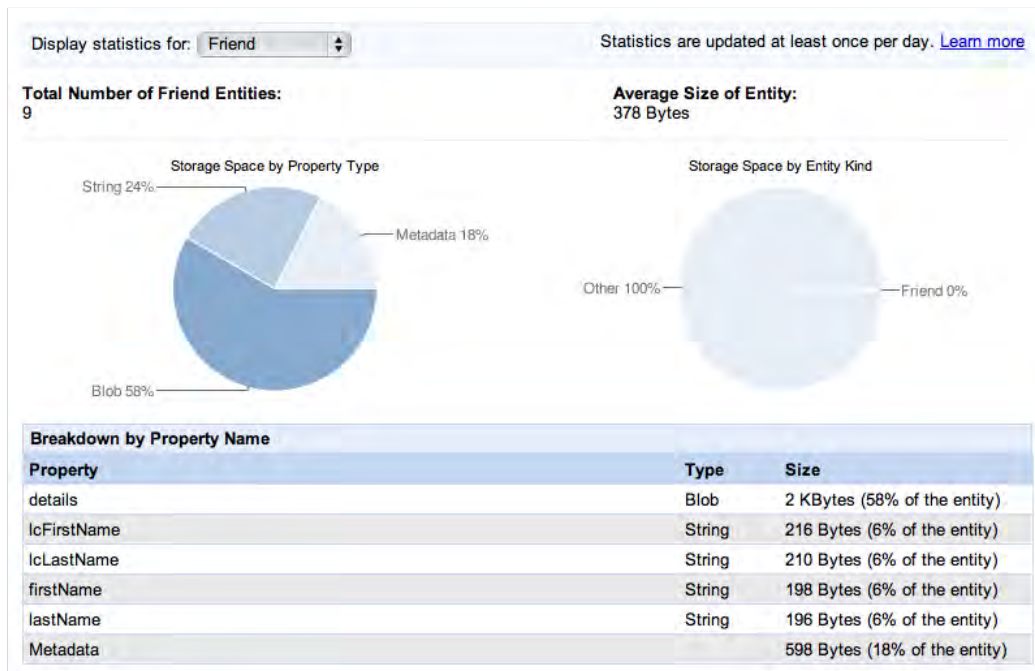 Display statistics for: Friend
Statistics are updated at least once per day. Learn more
Total Number of Friend Entities:
9
Average Size of Entity:
378 Bytes
Storage Space by Property Type
String 24%
Metadata 18%
Blob 58%
Storage Space by Entity Kind
Other 100%
Friend 0%
Breakdown by Property Name
Property Type Size
details Blob 2 KBytes (58% of the entity)
lcFirstName String 216 Bytes (6% of the entity)
lcLastName String 210 Bytes (6% of the entity)
firstName String 198 Bytes (6% of the entity)
lastName String 196 Bytes (6% of the entity)
Metadata 598 Bytes (18% of the entity)